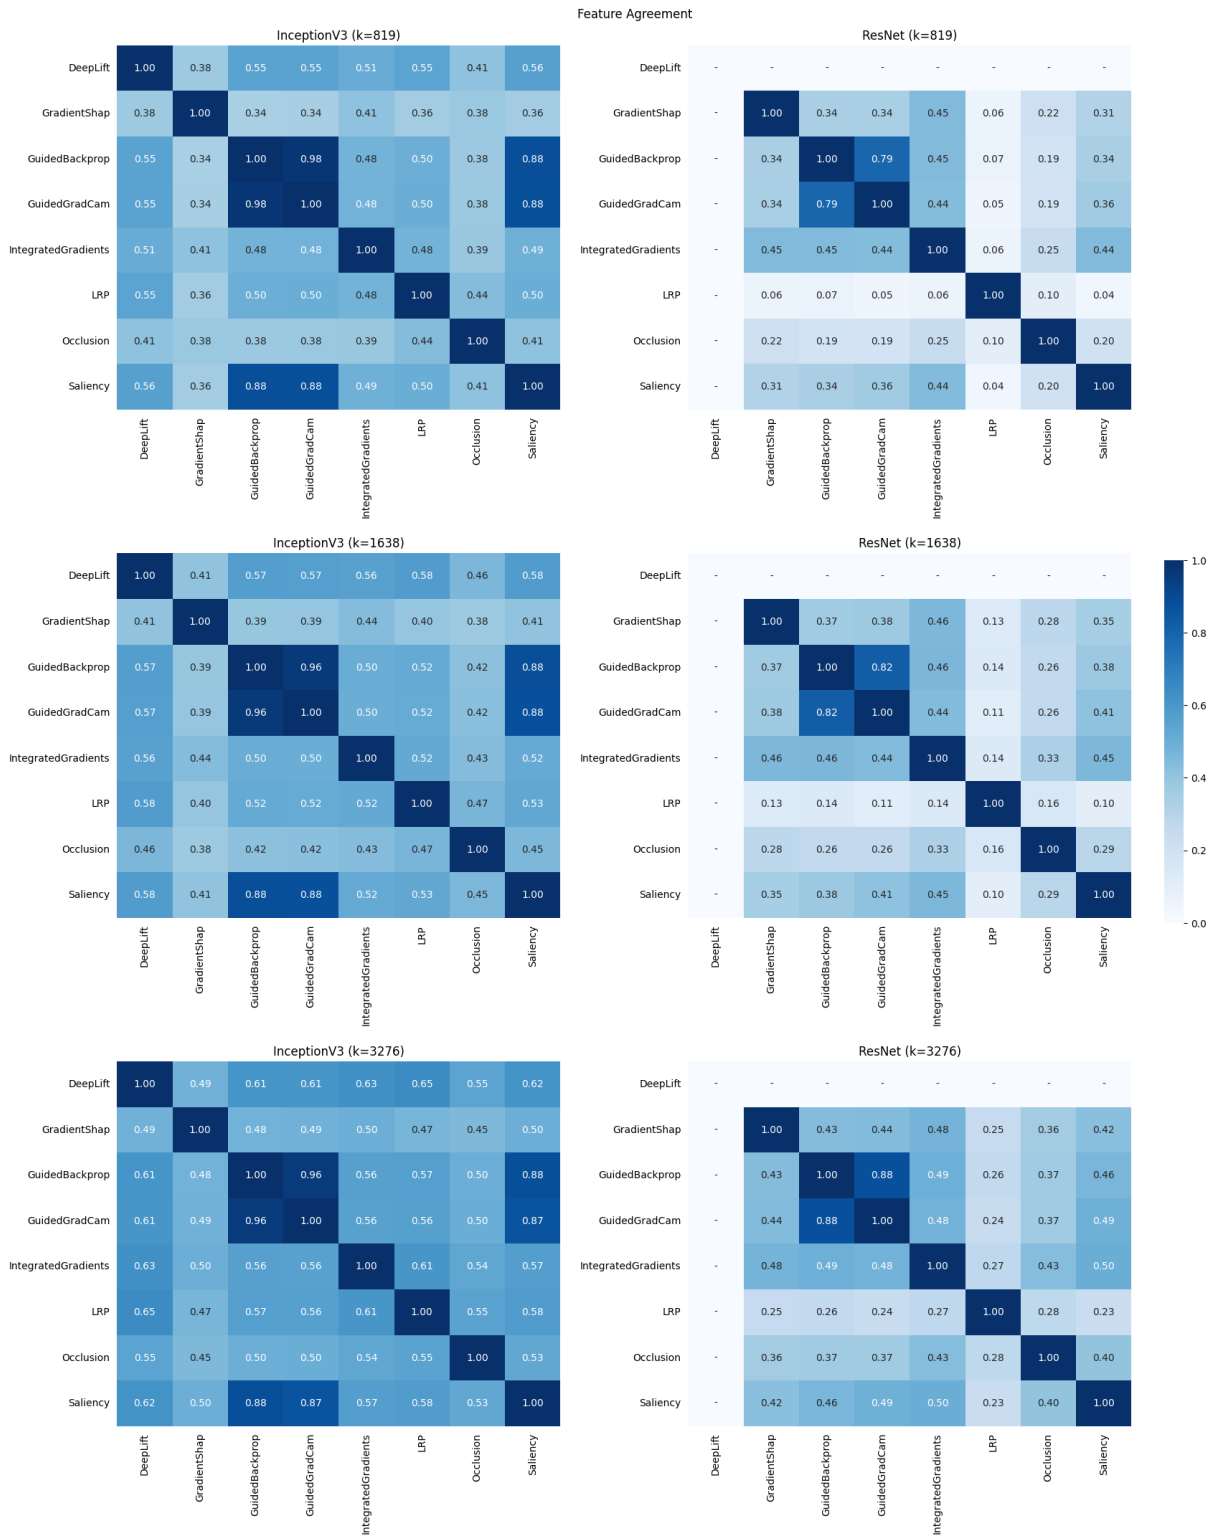 Feature Agreement
InceptionV3 (k=819)
DeepLift 1.00 0.38 0.55 0.55 0.51 0.55 0.41 0.56
GradientShap 0.38 1.00 0.34 0.34 0.41 0.36 0.38 0.36
GuidedBackprop 0.55 0.34 1.00 0.98 0.48 0.50 0.38 0.88
GuidedGradCam 0.55 0.34 0.98 1.00 0.48 0.50 0.38 0.88
IntegratedGradients 0.51 0.41 0.48 0.48 1.00 0.48 0.39 0.49
LRP 0.55 0.36 0.50 0.50 0.48 1.00 0.44 0.50
Occlusion 0.41 0.38 0.38 0.38 0.39 0.44 1.00 0.41
Saliency 0.56 0.36 0.88 0.88 0.49 0.50 0.41 1.00
DeepLift GradientShap GuidedBackprop GuidedGradCam IntegratedGradients LRP Occlusion Saliency
ResNet (k=819)
DeepLift - - - - - - - -
GradientShap - 1.00 0.34 0.34 0.45 0.06 0.22 0.31
GuidedBackprop - 0.34 1.00 0.79 0.45 0.07 0.19 0.34
GuidedGradCam - 0.34 0.79 1.00 0.44 0.05 0.19 0.36
IntegratedGradients - 0.45 0.45 0.44 1.00 0.06 0.25 0.44
LRP - 0.06 0.07 0.05 0.06 1.00 0.10 0.04
Occlusion - 0.22 0.19 0.19 0.25 0.10 1.00 0.20
Saliency - 0.31 0.34 0.36 0.44 0.04 0.20 1.00
DeepLift GradientShap GuidedBackprop GuidedGradCam IntegratedGradients LRP Occlusion Saliency
InceptionV3 (k=1638)
DeepLift 1.00 0.41 0.57 0.57 0.56 0.58 0.46 0.58
GradientShap 0.41 1.00 0.39 0.39 0.44 0.40 0.38 0.41
GuidedBackprop 0.57 0.39 1.00 0.96 0.50 0.52 0.42 0.88
GuidedGradCam 0.57 0.39 0.96 1.00 0.50 0.52 0.42 0.88
IntegratedGradients 0.56 0.44 0.50 0.50 1.00 0.52 0.43 0.52
LRP 0.58 0.40 0.52 0.52 0.52 1.00 0.47 0.53
Occlusion 0.46 0.38 0.42 0.42 0.43 0.47 1.00 0.45
Saliency 0.58 0.41 0.88 0.88 0.52 0.53 0.45 1.00
DeepLift GradientShap GuidedBackprop GuidedGradCam IntegratedGradients LRP Occlusion Saliency
ResNet (k=1638)
DeepLift - - - - - - - -
GradientShap - 1.00 0.37 0.38 0.46 0.13 0.28 0.35
GuidedBackprop - 0.37 1.00 0.82 0.46 0.14 0.26 0.38
GuidedGradCam - 0.38 0.82 1.00 0.44 0.11 0.26 0.41
IntegratedGradients - 0.46 0.46 0.44 1.00 0.14 0.33 0.45
LRP - 0.13 0.14 0.11 0.14 1.00 0.16 0.10
Occlusion - 0.28 0.26 0.26 0.33 0.16 1.00 0.29
Saliency - 0.35 0.38 0.41 0.45 0.10 0.29 1.00
DeepLift GradientShap GuidedBackprop GuidedGradCam IntegratedGradients LRP Occlusion Saliency
1.0
0.8
0.6
0.4
0.2
0.0
InceptionV3 (k=3276)
DeepLift 1.00 0.49 0.61 0.61 0.63 0.65 0.55 0.62
GradientShap 0.49 1.00 0.48 0.49 0.50 0.47 0.45 0.50
GuidedBackprop 0.61 0.48 1.00 0.96 0.56 0.57 0.50 0.88
GuidedGradCam 0.61 0.49 0.96 1.00 0.56 0.56 0.50 0.87
IntegratedGradients 0.63 0.50 0.56 0.56 1.00 0.61 0.54 0.57
LRP 0.65 0.47 0.57 0.56 0.61 1.00 0.55 0.58
Occlusion 0.55 0.45 0.50 0.50 0.54 0.55 1.00 0.53
Saliency 0.62 0.50 0.88 0.87 0.57 0.58 0.53 1.00
DeepLift GradientShap GuidedBackprop GuidedGradCam IntegratedGradients LRP Occlusion Saliency
ResNet (k=3276)
DeepLift - - - - - - - -
GradientShap - 1.00 0.43 0.44 0.48 0.25 0.36 0.42
GuidedBackprop - 0.43 1.00 0.88 0.49 0.26 0.37 0.46
GuidedGradCam - 0.44 0.88 1.00 0.48 0.24 0.37 0.49
IntegratedGradients - 0.48 0.49 0.48 1.00 0.27 0.43 0.50
LRP - 0.25 0.26 0.24 0.27 1.00 0.28 0.23
Occlusion - 0.36 0.37 0.37 0.43 0.28 1.00 0.40
Saliency - 0.42 0.46 0.49 0.50 0.23 0.40 1.00
DeepLift GradientShap GuidedBackprop GuidedGradCam IntegratedGradients LRP Occlusion Saliency